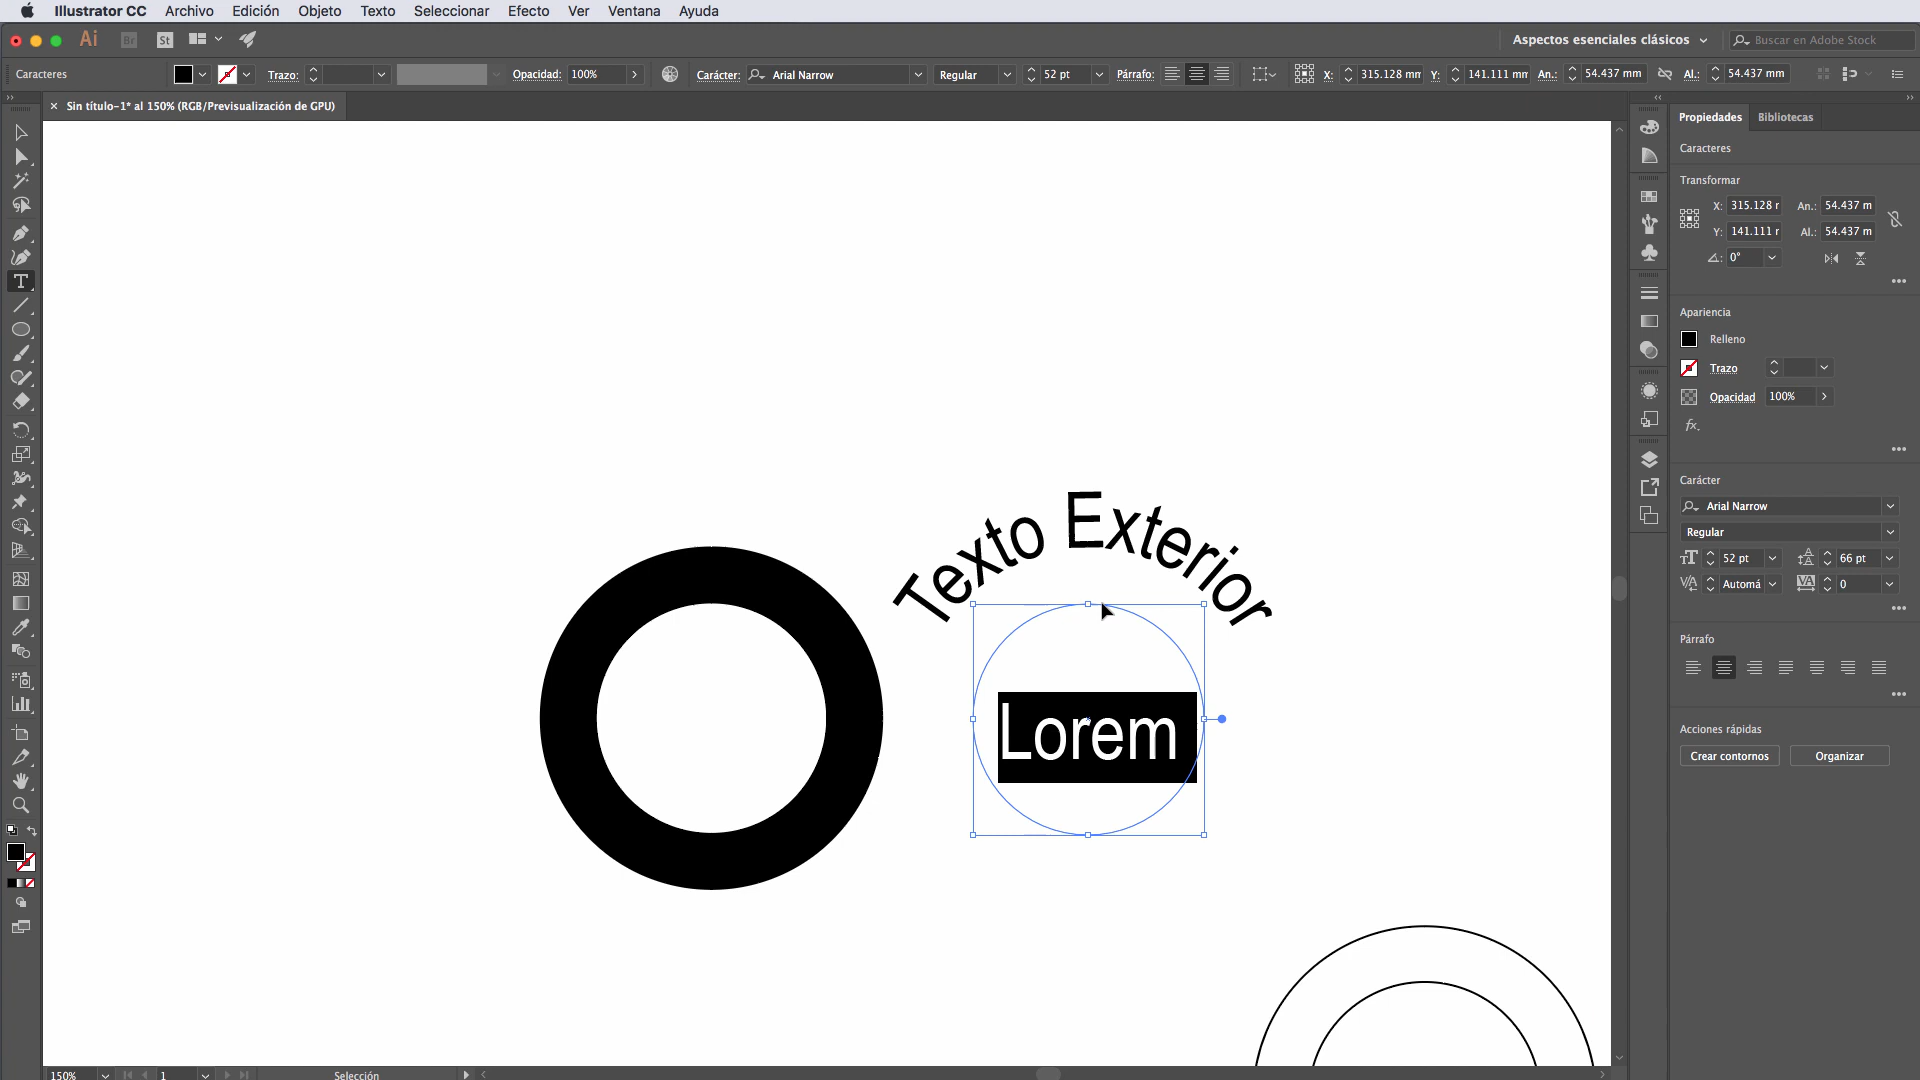 Illustrator CC Archivo Edición Objeto Texto Seleccionar Efecto Ver Ventana Ayuda
Ai Br St Aspectos esenciales clásicos Buscar en Adobe Stock
Caracteres Trazo: Opacidad: 100% Carácter: Arial Narrow Regular 52 pt Párrafo: X: 315.128 mm Y: 141.111 mm An.: 54.437 mm Al.: 54.437 mm
Sin título-1* al 150% (RGB/Previsualización de GPU)
Propiedades Bibliotecas
Caracteres
Transformar
X: 315.128 r An.: 54.437 m
Y: 141.111 r Al.: 54.437 m
0°
Apariencia
Relleno
Trazo
Opacidad 100%
fx.
Carácter
Arial Narrow
Regular
52 pt 66 pt
Automá 0
Párrafo
Acciones rápidas
Crear contornos Organizar
Texto Exterior
Lorem
150% 1 Selección